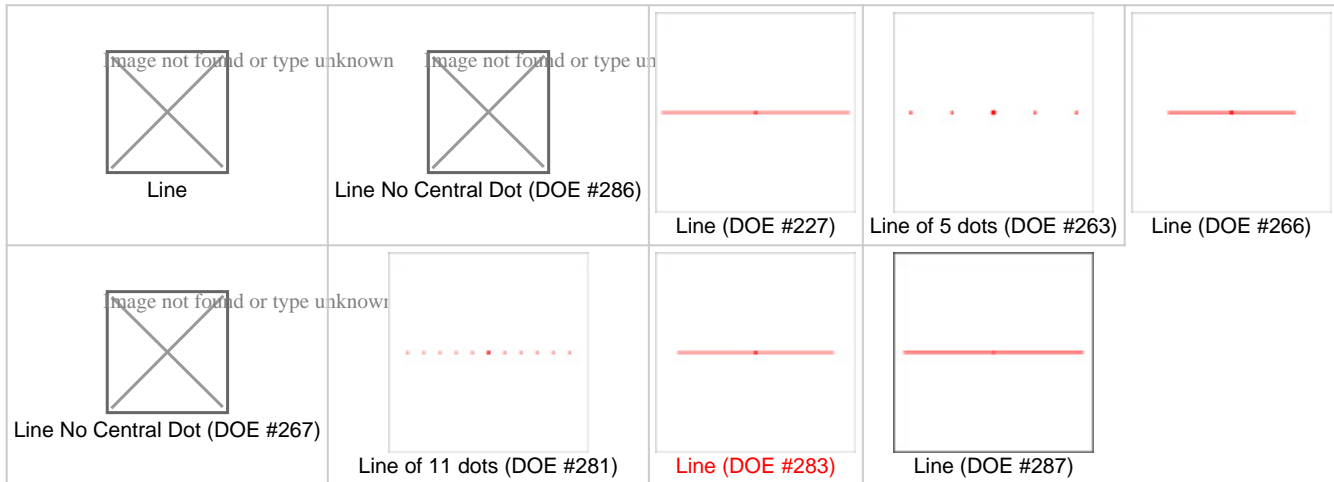 Image not found or type unknown
Image not found or type un
Line
Line No Central Dot (DOE #286)
Line (DOE #227)
Line of 5 dots (DOE #263)
Line (DOE #266)
Image not found or type unknown
Line No Central Dot (DOE #267)
Line of 11 dots (DOE #281)
Line (DOE #283)
Line (DOE #287)